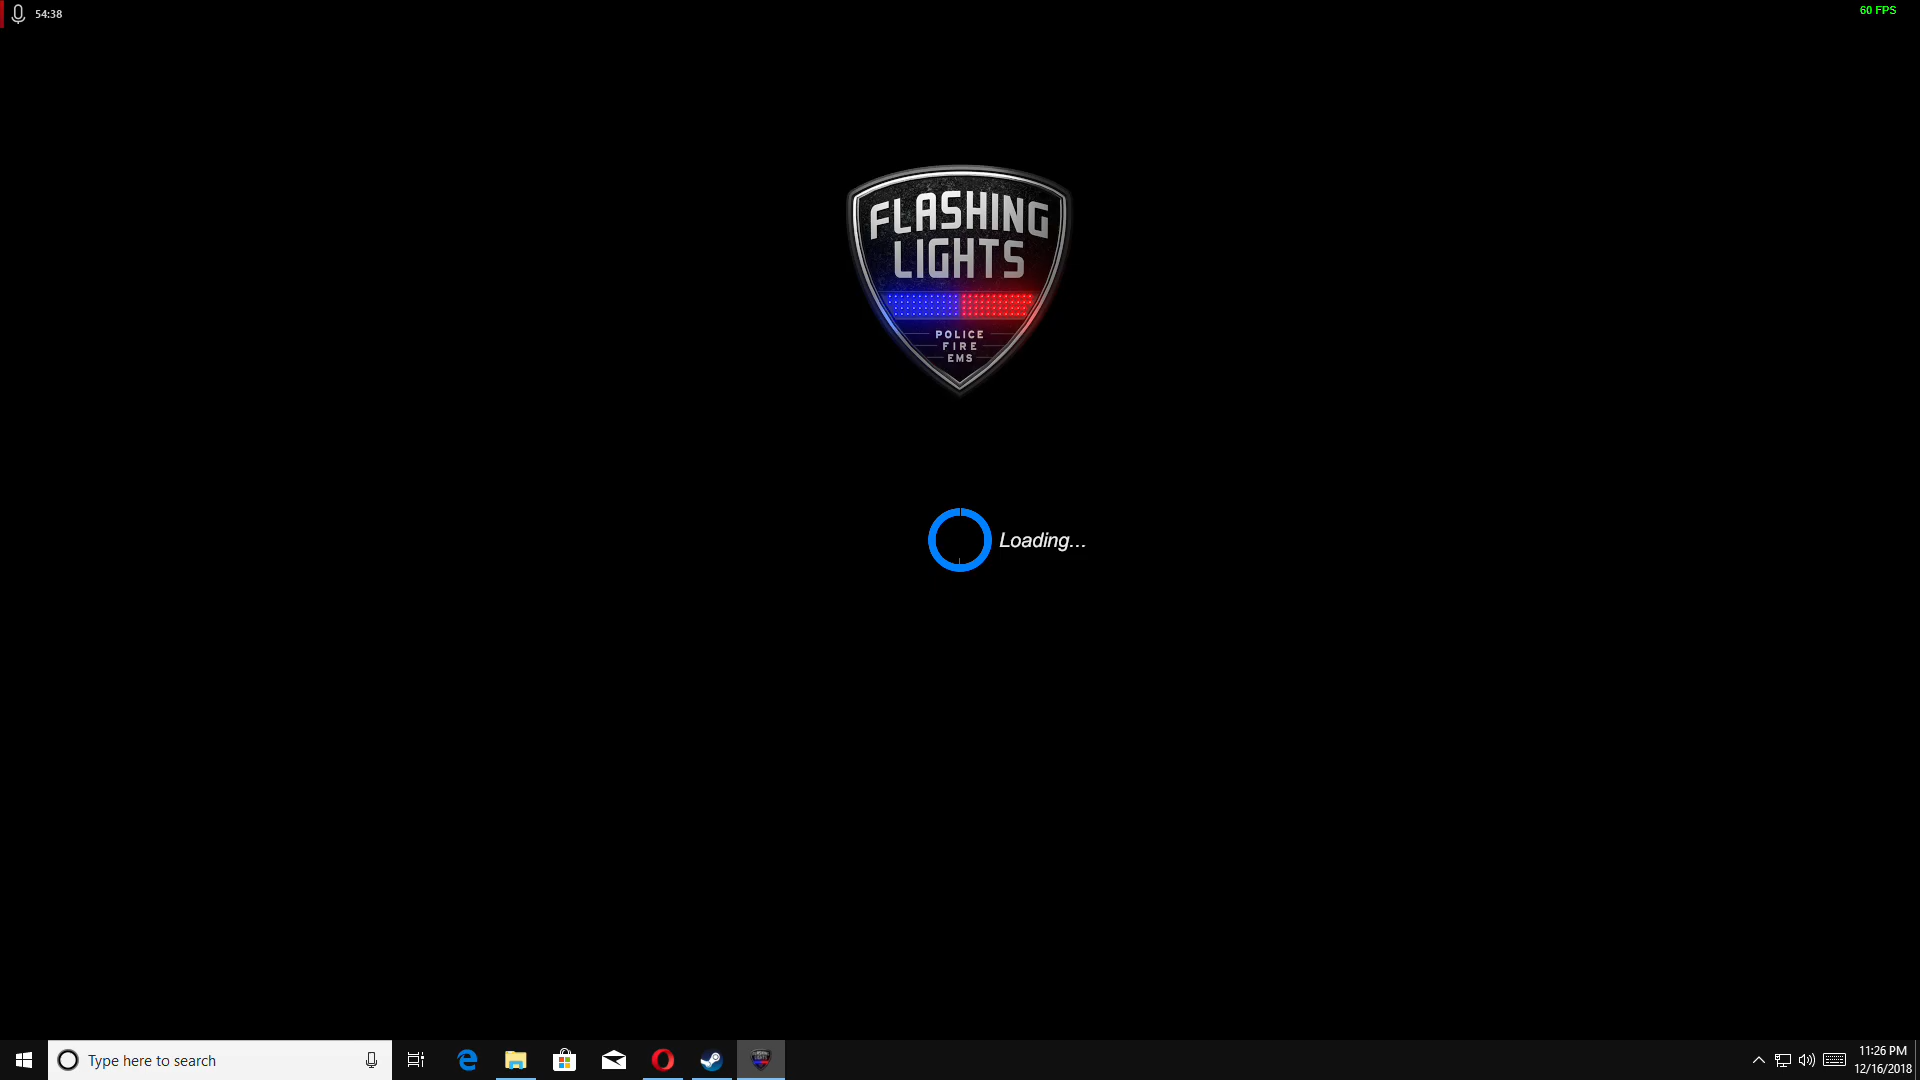 54:38
60 FPS
FLASHING
LIGHTS
POLICE
FIRE
EMS
Loading...
Type here to search
11:26 PM
12/16/2018